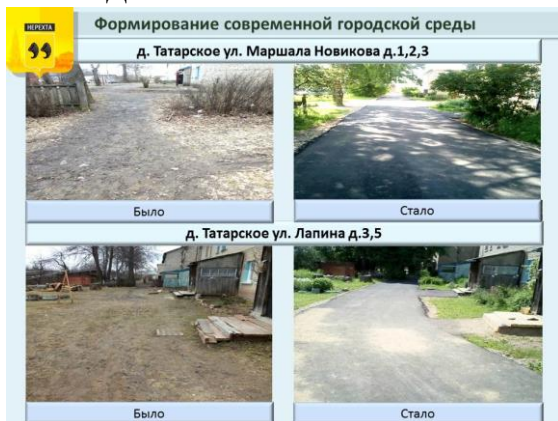 НЕРЕХТА
Формирование современной городской среды
д. Татарское ул. Маршала Новикова д.1,2,3
Было
Стало
д. Татарское ул. Лапина д.3,5
Было
Стало